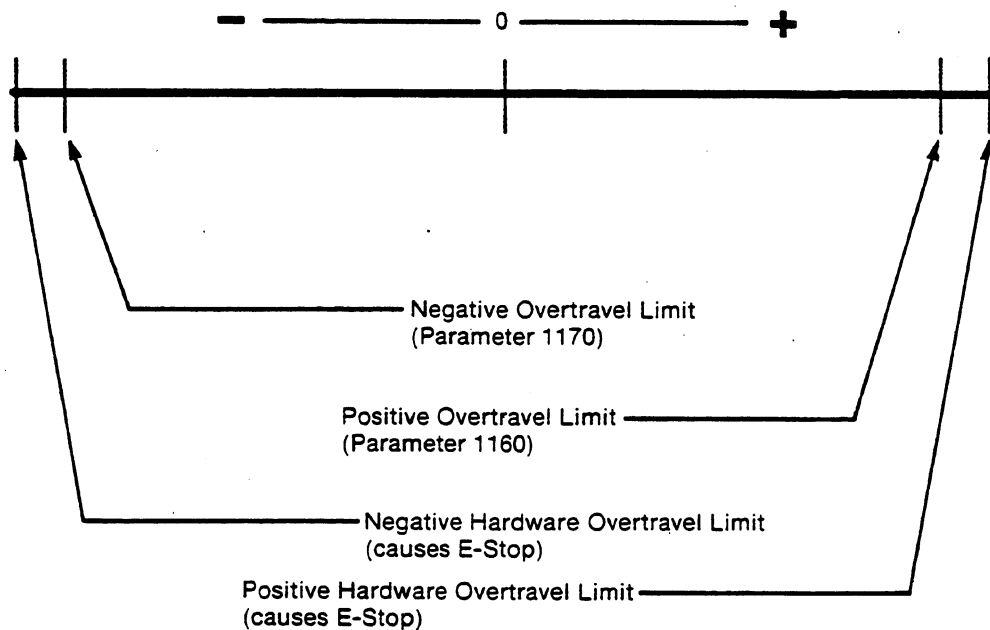 - 0 +
Negative Overtravel Limit
(Parameter 1170)
Positive Overtravel Limit
(Parameter 1160)
Negative Hardware Overtravel Limit
(causes E-Stop)
Positive Hardware Overtravel Limit
(causes E-Stop)